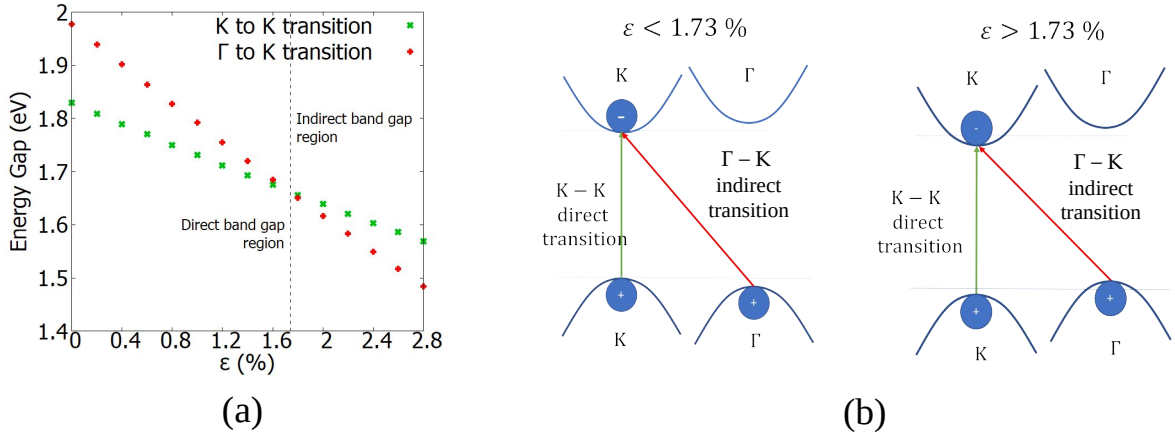 K to K transition
Γ to K transition
Energy Gap (eV)
2
1.9
1.8
1.7
1.6
1.5
1.4
Indirect band gap
region
Direct band gap
region
0
0.4
0.8
1.2
1.6
2
2.4
2.8
ε (%)
(a)
ε < 1.73 %
K
Γ
-
Γ – K
indirect
transition
K – K
direct
transition
+
+
K
Γ
ε > 1.73 %
K
Γ
-
Γ – K
indirect
transition
K – K
direct
transition
+
+
K
Γ
(b)